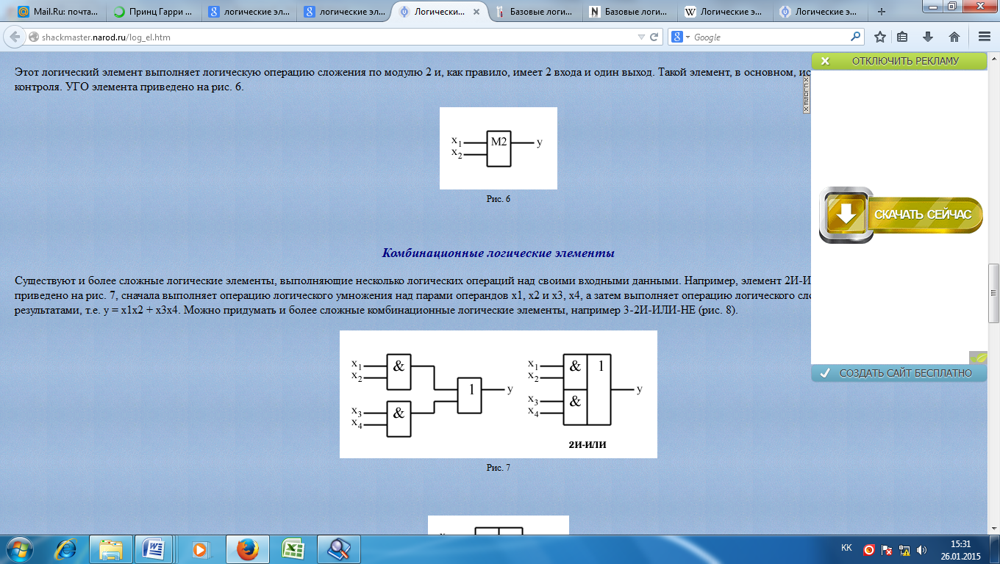 Mail.Ru: почта...
Принц Гарри ...
логические эл...
логические эл...
Логически...
Базовые логи...
Базовые логи...
Логические э...
Логические э...
shackmaster.narod.ru/log_el.htm
Google
Этот логический элемент выполняет логическую операцию сложения по модулю 2 и, как правило, имеет 2 входа и один выход. Такой элемент, в основном, ис
контроля. УГО элемента приведено на рис. 6.
x1
x2
M2
y
Рис. 6
Комбинационные логические элементы
Существуют и более сложные логические элементы, выполняющие несколько логических операций над своими входными данными. Например, элемент 2И-И
приведено на рис. 7, сначала выполняет операцию логического умножения над парами операндов x1, x2 и x3, x4, а затем выполняет операцию логического сло
результатами, т.е. y = x1x2 + x3x4. Можно придумать и более сложные комбинационные логические элементы, например 3-2И-ИЛИ-НЕ (рис. 8).
x1
x2
&
x3
x4
&
1
y
x1
x2
&
1
x3
x4
&
y
2И-ИЛИ
Рис. 7
ОТКЛЮЧИТЬ РЕКЛАМУ
XCLOSEX
СКАЧАТЬ СЕЙЧАС
СОЗДАТЬ САЙТ БЕСПЛАТНО
KK
15:31
26.01.2015